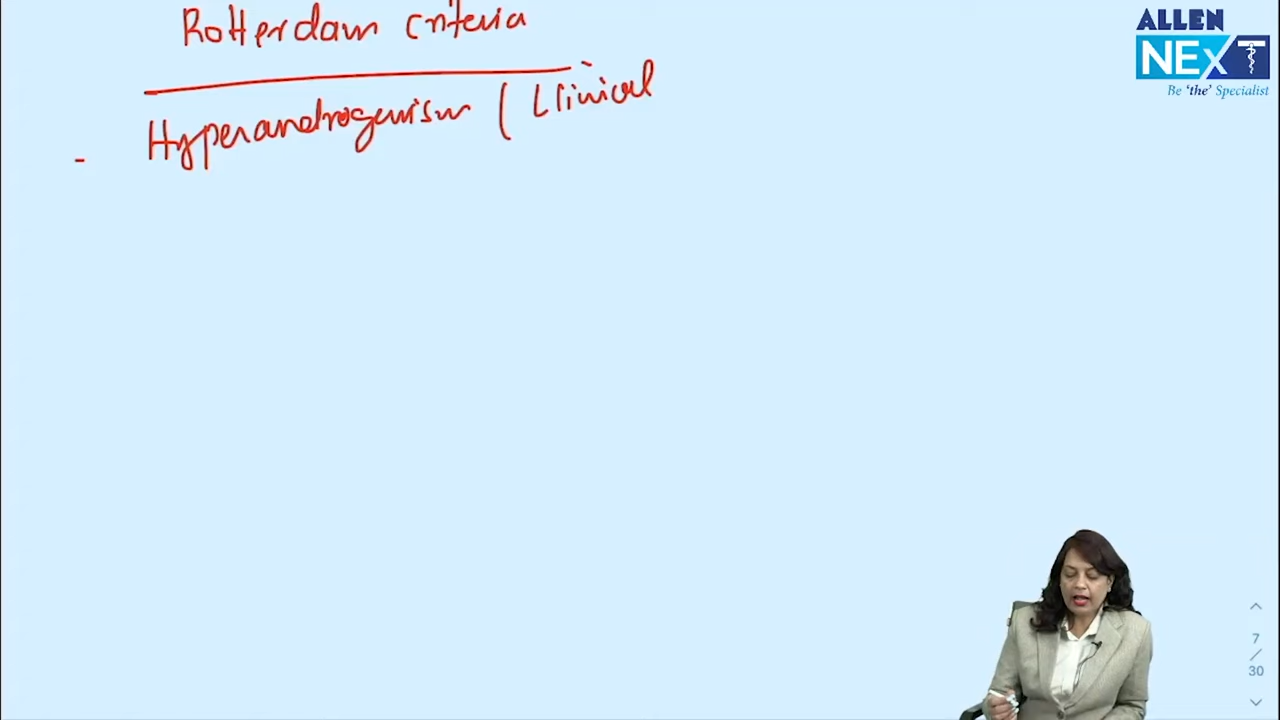 Rotterdam criteria
- Hyperandrogenism ( Clinical
ALLEN
NExT
Be 'the' Specialist
7
/
30